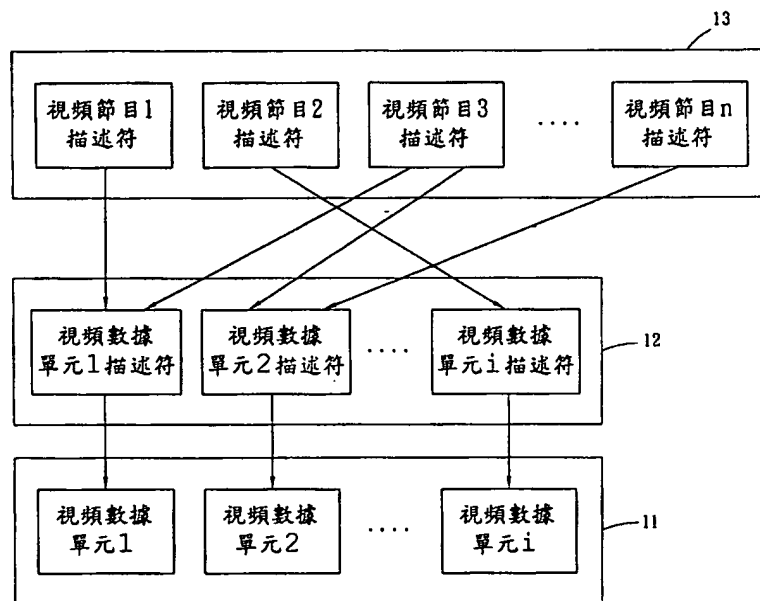 13
視頻節目1
描述符
視頻節目2
描述符
視頻節目3
描述符
....
視頻節目n
描述符
視頻數據
單元1描述符
視頻數據
單元2描述符
....
視頻數據
單元i描述符
12
視頻數據
單元1
視頻數據
單元2
....
視頻數據
單元i
11